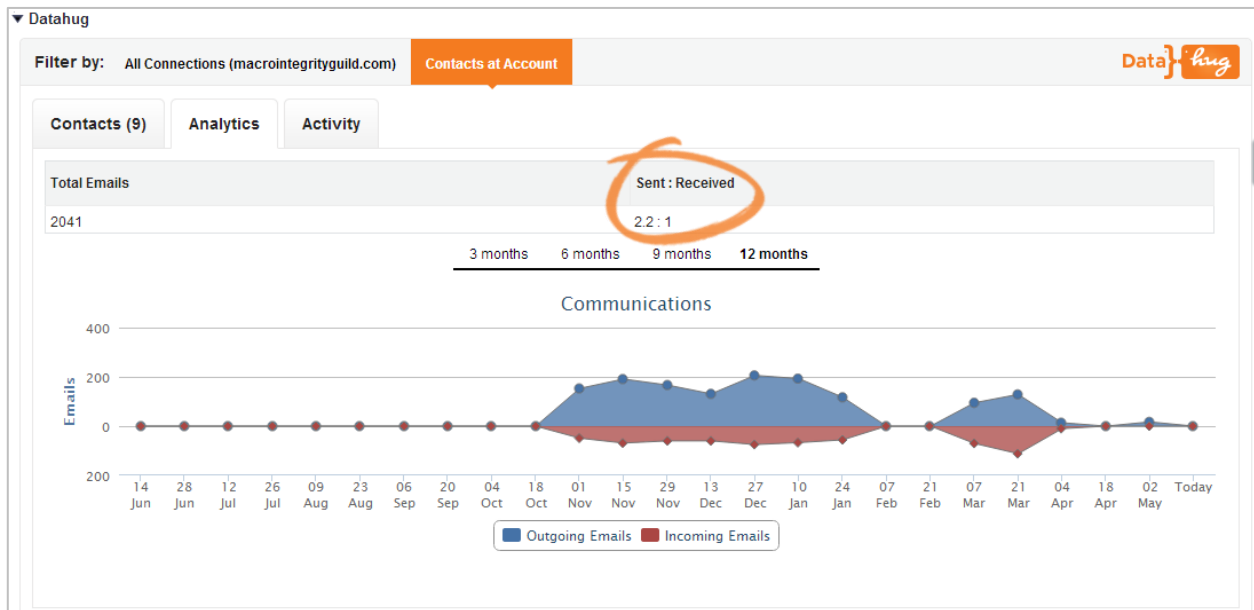 Datahug
Filter by: All Connections (macrointegrityguild.com) Contacts at Account Data}{hug
Contacts (9) Analytics Activity
Total Emails Sent : Received
2041 2.2 : 1
3 months 6 months 9 months 12 months
Communications
400
200
0
200
Emails
14 28 12 26 09 23 06 20 04 18 01 15 29 13 27 10 24 07 21 07 21 04 18 02 Today
Jun Jun Jul Jul Aug Aug Sep Sep Oct Oct Nov Nov Nov Dec Dec Jan Jan Feb Feb Mar Mar Apr Apr May
Outgoing Emails Incoming Emails